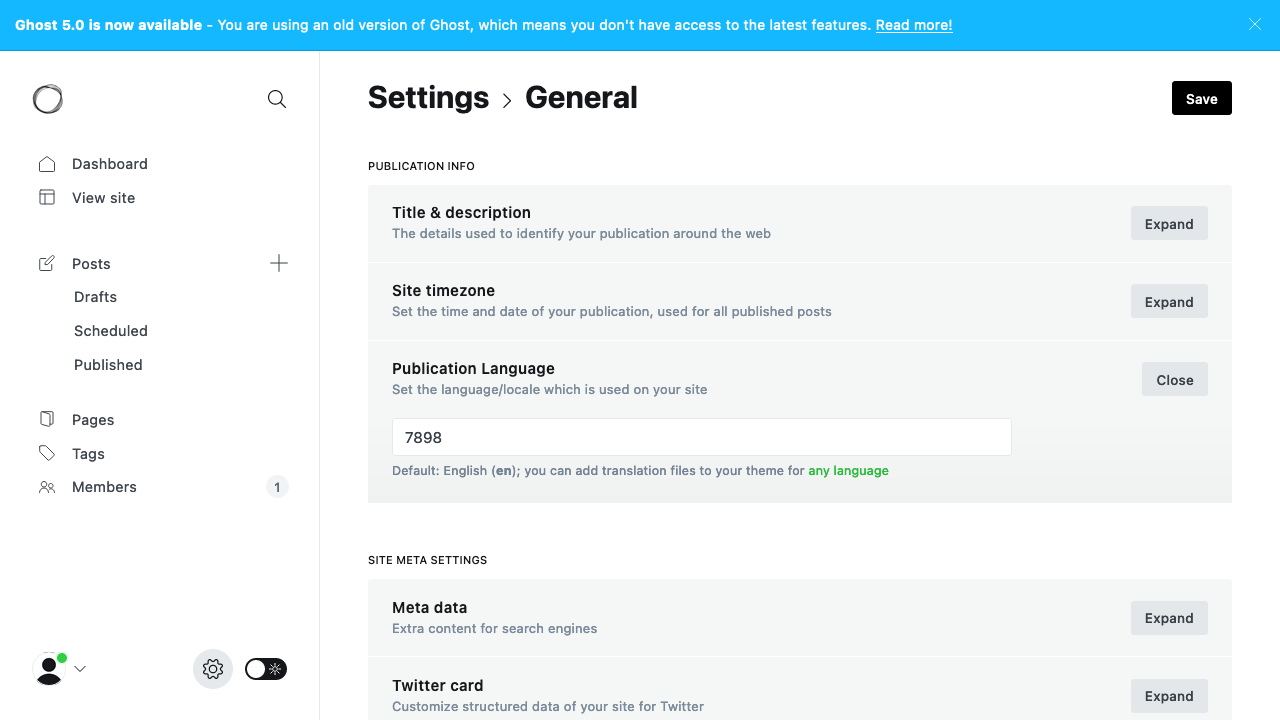 Ghost 5.0 is now available - You are using an old version of Ghost, which means you don't have access to the latest features. Read more!
Settings > General
Save
Dashboard
View site
Posts
Drafts
Scheduled
Published
Pages
Tags
Members
1
PUBLICATION INFO
Title & description
The details used to identify your publication around the web
Expand
Site timezone
Set the time and date of your publication, used for all published posts
Expand
Publication Language
Set the language/locale which is used on your site
Close
7898
Default: English (en); you can add translation files to your theme for any language
SITE META SETTINGS
Meta data
Extra content for search engines
Expand
Twitter card
Customize structured data of your site for Twitter
Expand